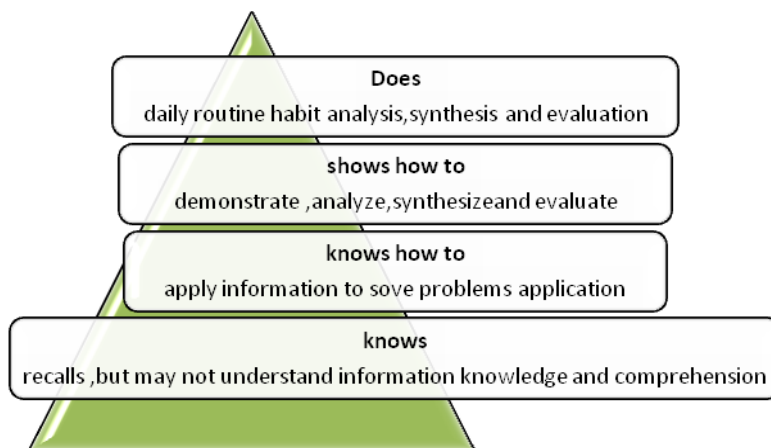 Does
daily routine habit analysis,synthesis and evaluation
shows how to
demonstrate ,analyze,synthesizeand evaluate
knows how to
apply information to sove problems application
knows
recalls ,but may not understand information knowledge and comprehension